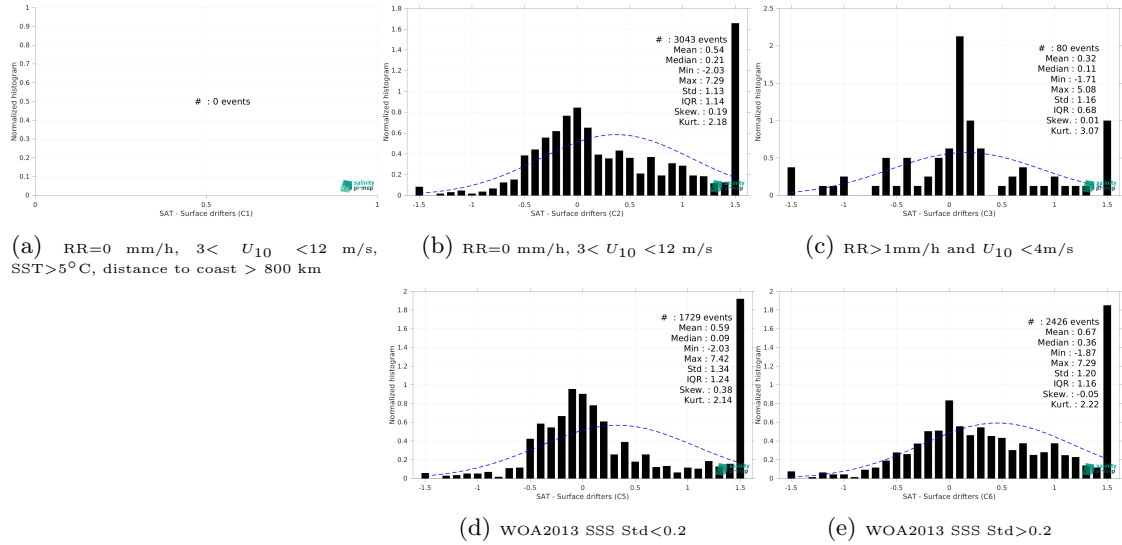 1
0.9
0.8
0.7
0.6
0.5
0.4
0.3
0.2
0.1
0
Normalized histogram
# : 0 events
salinity
pi-mep
0 0.5 1
SAT - Surface drifters (C1)
(a) RR=0 mm/h, 3< U10 <12 m/s,
SST>5°C, distance to coast > 800 km
1.8
1.6
1.4
1.2
1
0.8
0.6
0.4
0.2
0
Normalized histogram
# : 3043 events
Mean : 0.54
Median : 0.21
Min : -2.03
Max : 7.29
Std : 1.13
IQR : 1.14
Skew. : 0.19
Kurt. : 2.18
salinity
pi-mep
-1.5 -1 -0.5 0 0.5 1 1.5
SAT - Surface drifters (C2)
(b) RR=0 mm/h, 3< U10 <12 m/s
2.5
2
1.5
1
0.5
0
Normalized histogram
# : 80 events
Mean : 0.32
Median : 0.11
Min : -1.71
Max : 5.08
Std : 1.16
IQR : 0.68
Skew. : 0.01
Kurt. : 3.07
salinity
pi-mep
-1.5 -1 -0.5 0 0.5 1 1.5
SAT - Surface drifters (C3)
(c) RR>1mm/h and U10 <4m/s
2
1.8
1.6
1.4
1.2
1
0.8
0.6
0.4
0.2
0
Normalized histogram
# : 1729 events
Mean : 0.59
Median : 0.09
Min : -2.03
Max : 7.42
Std : 1.34
IQR : 1.24
Skew. : 0.38
Kurt. : 2.14
salinity
pi-mep
-1.5 -1 -0.5 0 0.5 1 1.5
SAT - Surface drifters (C5)
(d) WOA2013 SSS Std<0.2
2
1.8
1.6
1.4
1.2
1
0.8
0.6
0.4
0.2
0
Normalized histogram
# : 2426 events
Mean : 0.67
Median : 0.36
Min : -1.87
Max : 7.29
Std : 1.20
IQR : 1.16
Skew. : -0.05
Kurt. : 2.22
salinity
pi-mep
-1.5 -1 -0.5 0 0.5 1 1.5
SAT - Surface drifters (C6)
(e) WOA2013 SSS Std>0.2